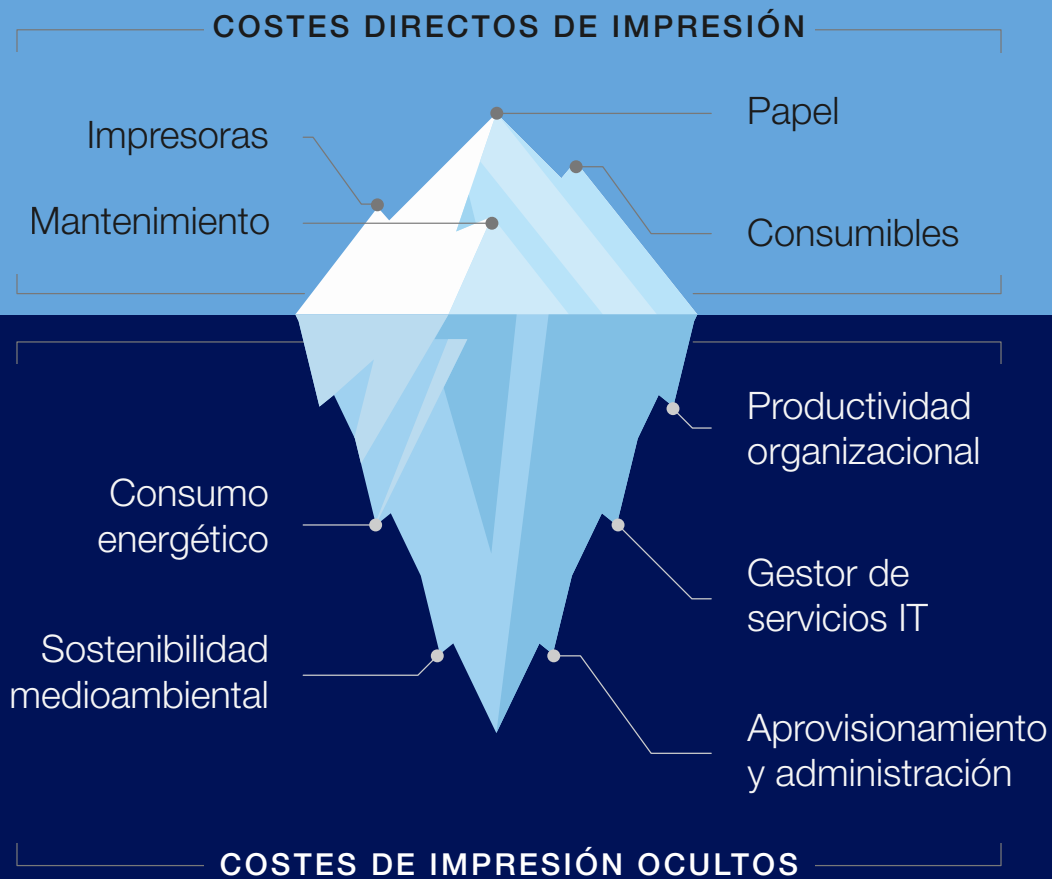 COSTES DIRECTOS DE IMPRESIÓN
Impresoras
Mantenimiento
Papel
Consumibles
Consumo
energético
Sostenibilidad
medioambiental
Productividad
organizacional
Gestor de
servicios IT
Aprovisionamiento
y administración
COSTES DE IMPRESIÓN OCULTOS